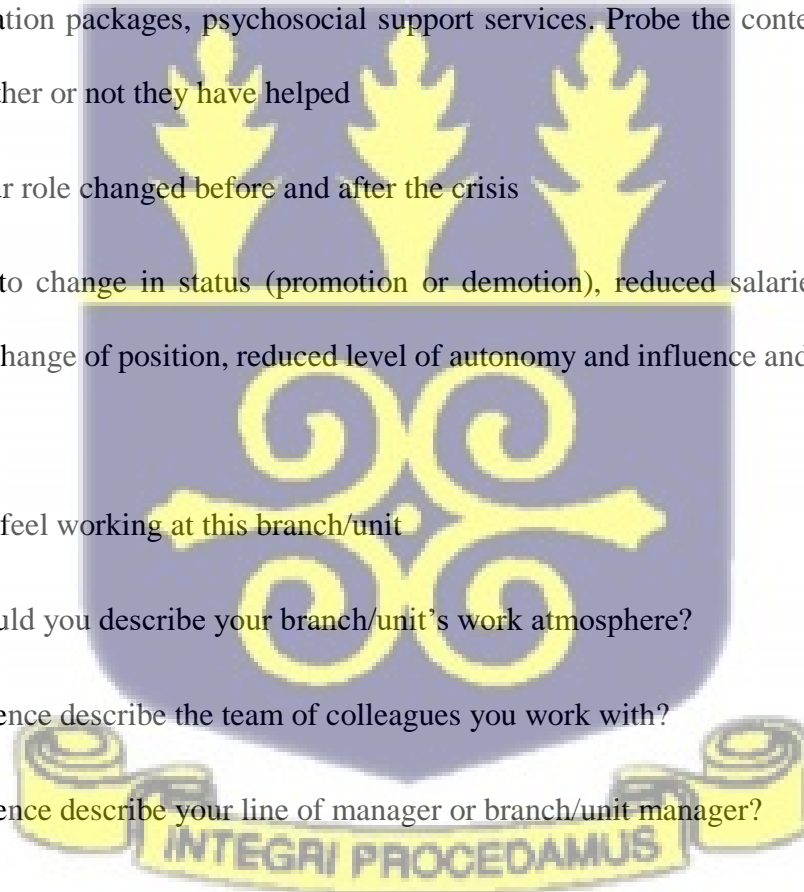 ation packages, psychosocial support services. Probe the conte
ther or not they have helped
r role changed before and after the crisis
to change in status (promotion or demotion), reduced salarie
hange of position, reduced level of autonomy and influence and
feel working at this branch/unit
uld you describe your branch/unit’s work atmosphere?
ence describe the team of colleagues you work with?
ence describe your line of manager or branch/unit manager?
INTEGRI PROCEDAMUS